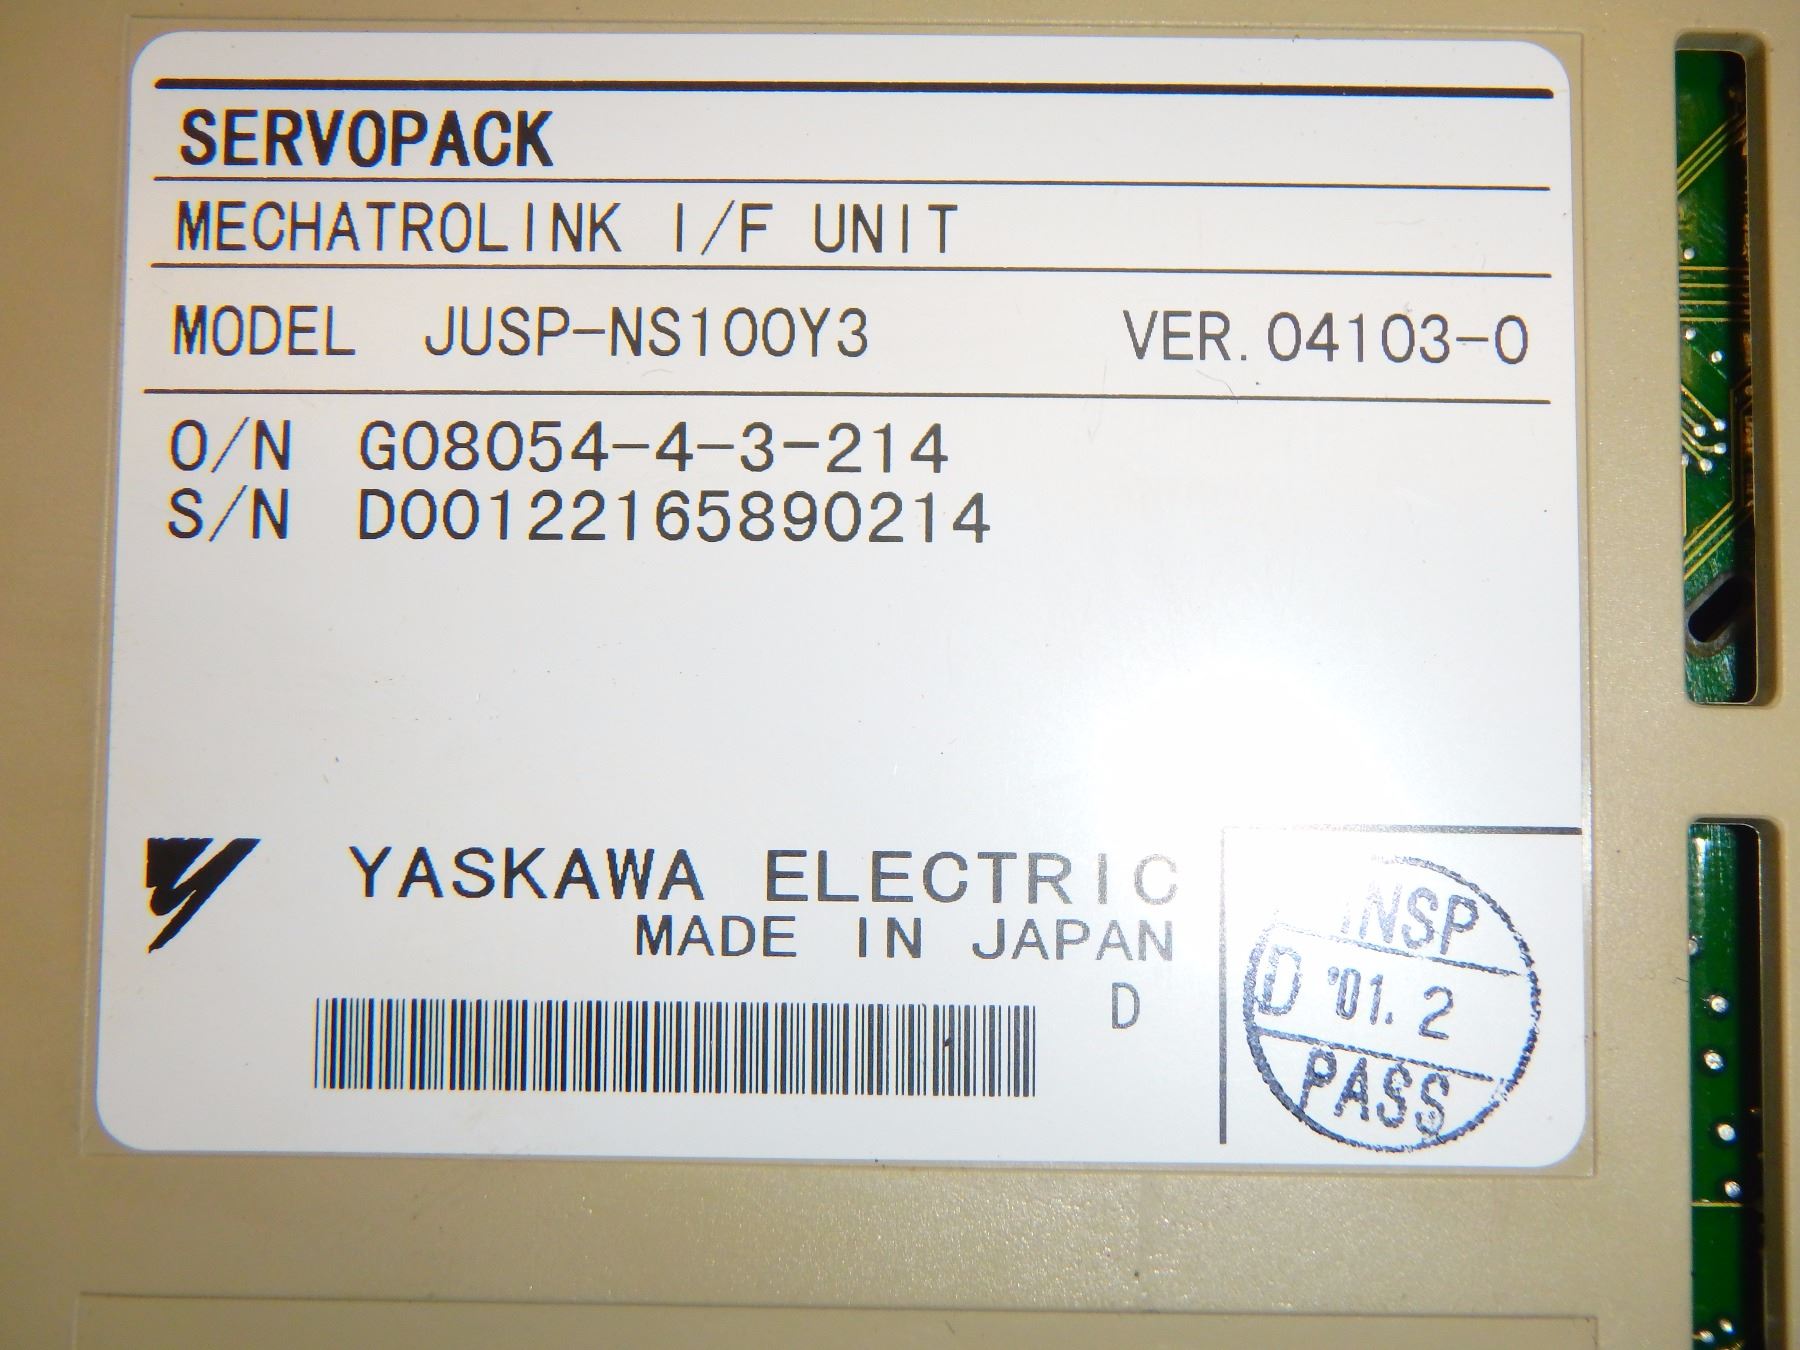 SERVOPACK
MECHATROLINK I/F UNIT
MODEL JUSP-NS100Y3 VER. 04103-0
O/N G08054-4-3-214
S/N D00122165890214
YASKAWA ELECTRIC
MADE IN JAPAN
D
INSP
D '01. 2
PASS